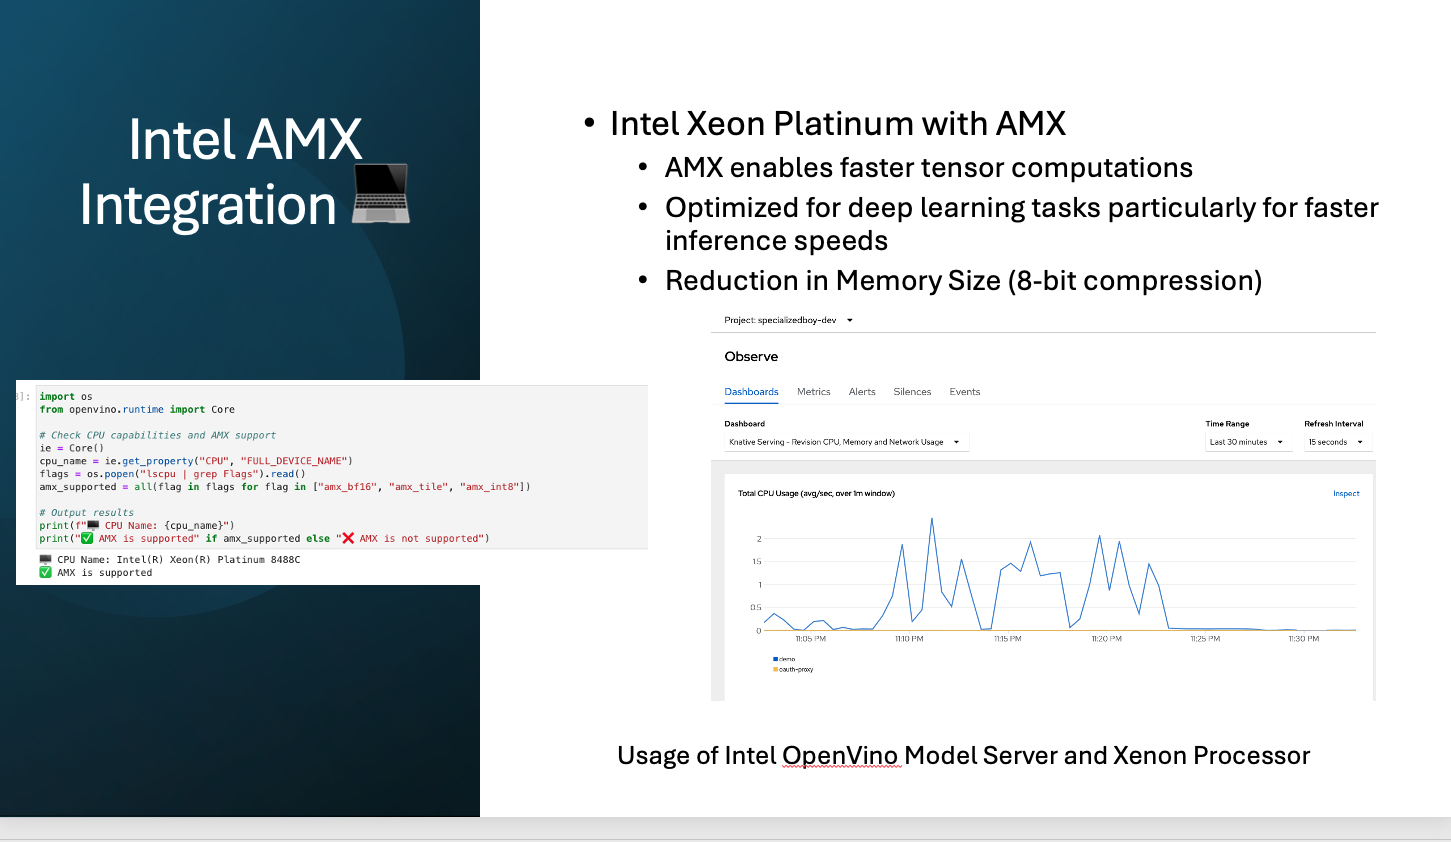 Intel AMX
Integration 💻
• Intel Xeon Platinum with AMX
• AMX enables faster tensor computations
• Optimized for deep learning tasks particularly for faster
inference speeds
• Reduction in Memory Size (8-bit compression)
]:
import os
from openvino.runtime import Core
# Check CPU capabilities and AMX support
ie = Core()
cpu_name = ie.get_property("CPU", "FULL_DEVICE_NAME")
flags = os.popen("lscpu | grep Flags").read()
amx_supported = all(flag in flags for flag in ["amx_bf16", "amx_tile", "amx_int8"])
# Output results
print(f"🖥️ CPU Name: {cpu_name}")
print("✅ AMX is supported" if amx_supported else "❌ AMX is not supported")
🖥️ CPU Name: Intel(R) Xeon(R) Platinum 8488C
✅ AMX is supported
Project: specializedboy-dev
Observe
Dashboards Metrics Alerts Silences Events
Dashboard Time Range Refresh Interval
Knative Serving - Revision CPU, Memory and Network Usage Last 30 minutes 15 seconds
Total CPU Usage (avg/sec, over 1m window) Inspect
2
1.5
1
0.5
0
11:05 PM 11:10 PM 11:15 PM 11:20 PM 11:25 PM 11:30 PM
demo
oauth-proxy
Usage of Intel OpenVino Model Server and Xenon Processor